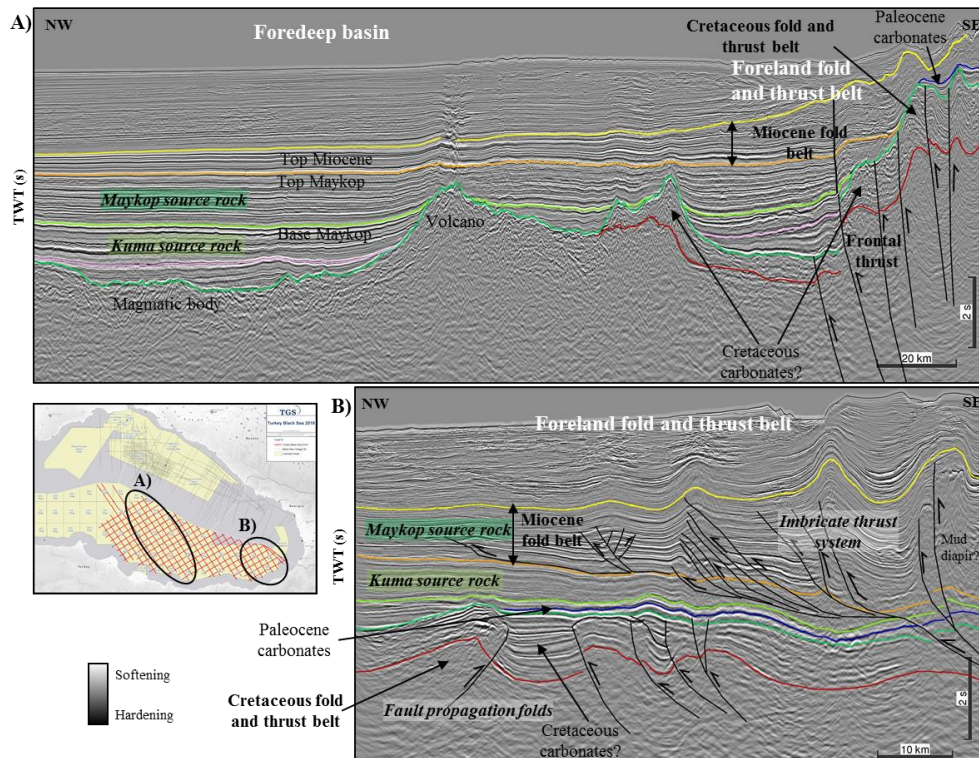 A)
NW
Foredeep basin
Cretaceous fold and
thrust belt
Paleocene
carbonates
SE
Foreland fold
and thrust belt
Miocene fold
belt
Top Miocene
Top Maykop
Maykop source rock
Base Maykop
Kuma source rock
Volcano
Magmatic body
Frontal
thrust
Cretaceous
carbonates?
TWT (s)
2 s
20 km
TGS
Turkey Black Sea 2016
A)
B)
Softening
Hardening
B)
NW
Foreland fold and thrust belt
SE
Maykop source rock
Miocene
fold belt
Imbricate thrust
system
Mud
diapir?
Kuma source rock
TWT (s)
Paleocene
carbonates
Cretaceous fold
and thrust belt
Fault propagation folds
Cretaceous
carbonates?
2 s
10 km